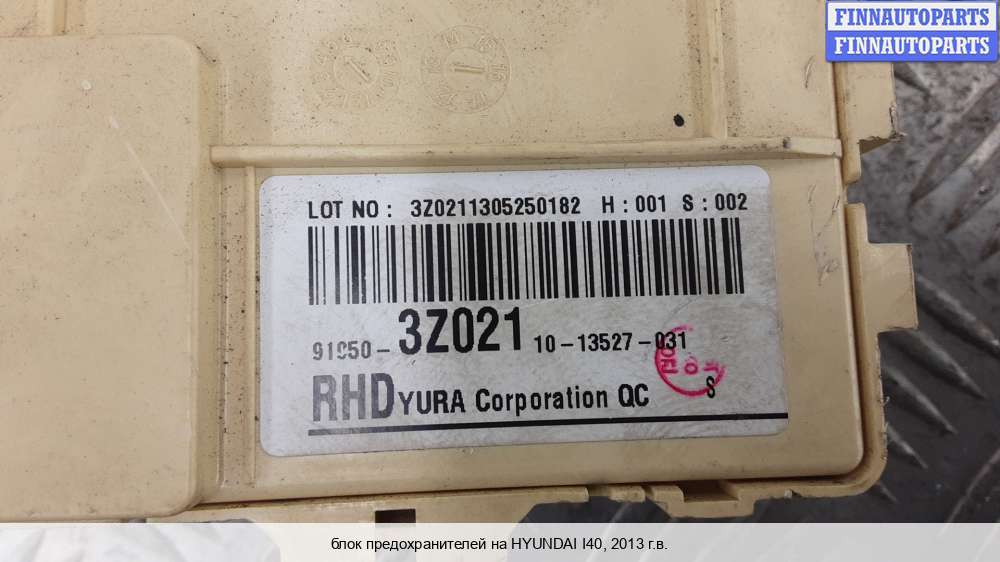 FINNAUTOPARTS
FINNAUTOPARTS
LOT NO : 3Z0211305250182 H : 001 S : 002
91950- 3Z021 10-13527-031
RHD YURA Corporation QC S
блок предохранителей на HYUNDAI I40, 2013 г.в.